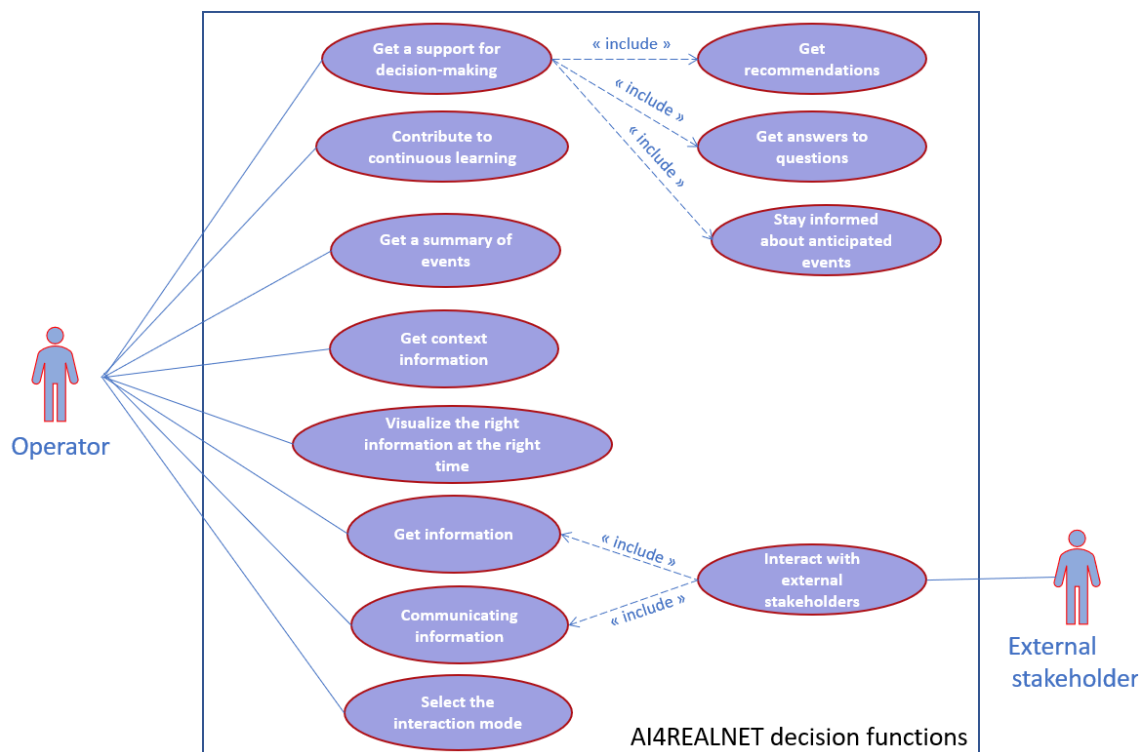 Get a support for
decision-making
« include »
Get
recommendations
« include »
Contribute to
continuous learning
« include »
Get answers to
questions
Get a summary of
events
Stay informed
about anticipated
events
Get context
information
Operator
Visualize the right
information at the right
time
Get information
« include »
Interact with
external
stakeholders
Communicating
information
« include »
External
stakeholder
Select the
interaction mode
AI4REALNET decision functions